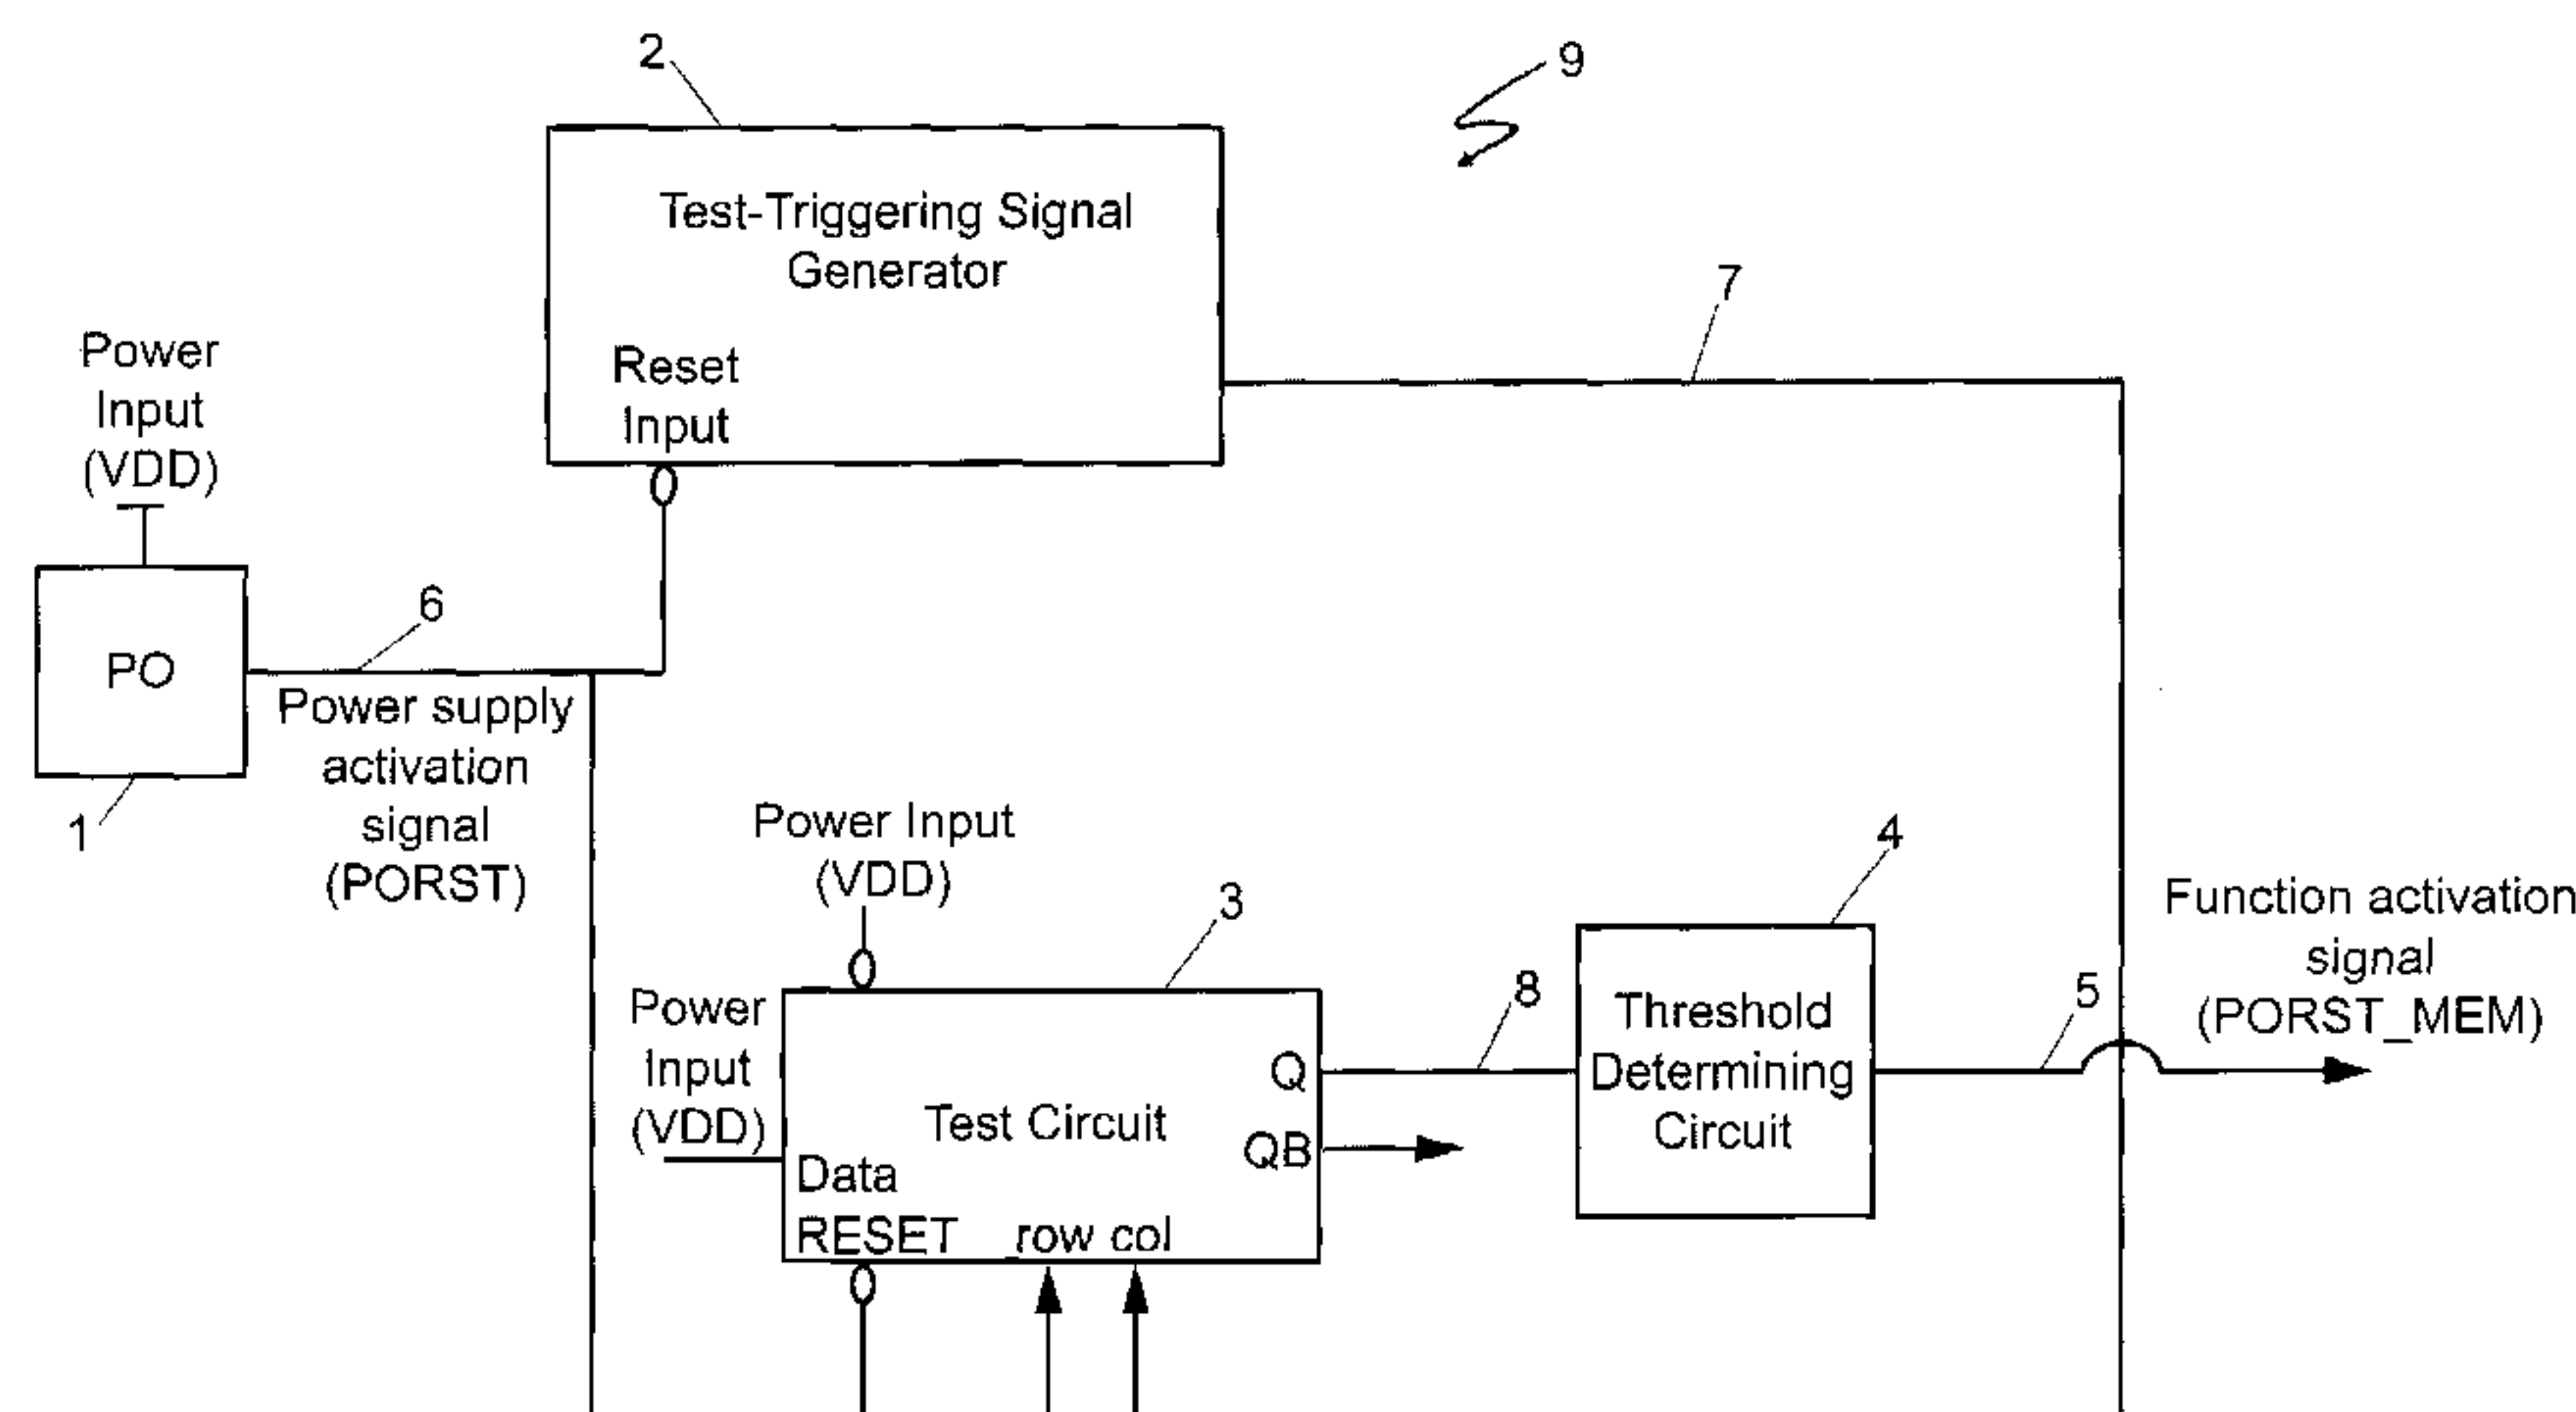 2
9
Test-Triggering Signal
Generator
Reset
Input
7
Power
Input
(VDD)
PO
1
6
Power supply
activation
signal
(PORST)
Power Input
(VDD)
3
4
Function activation
signal
(PORST_MEM)
Power
Input
(VDD)
Test Circuit
Data
RESET
row col
Q
QB
8
Threshold
Determining
Circuit
5